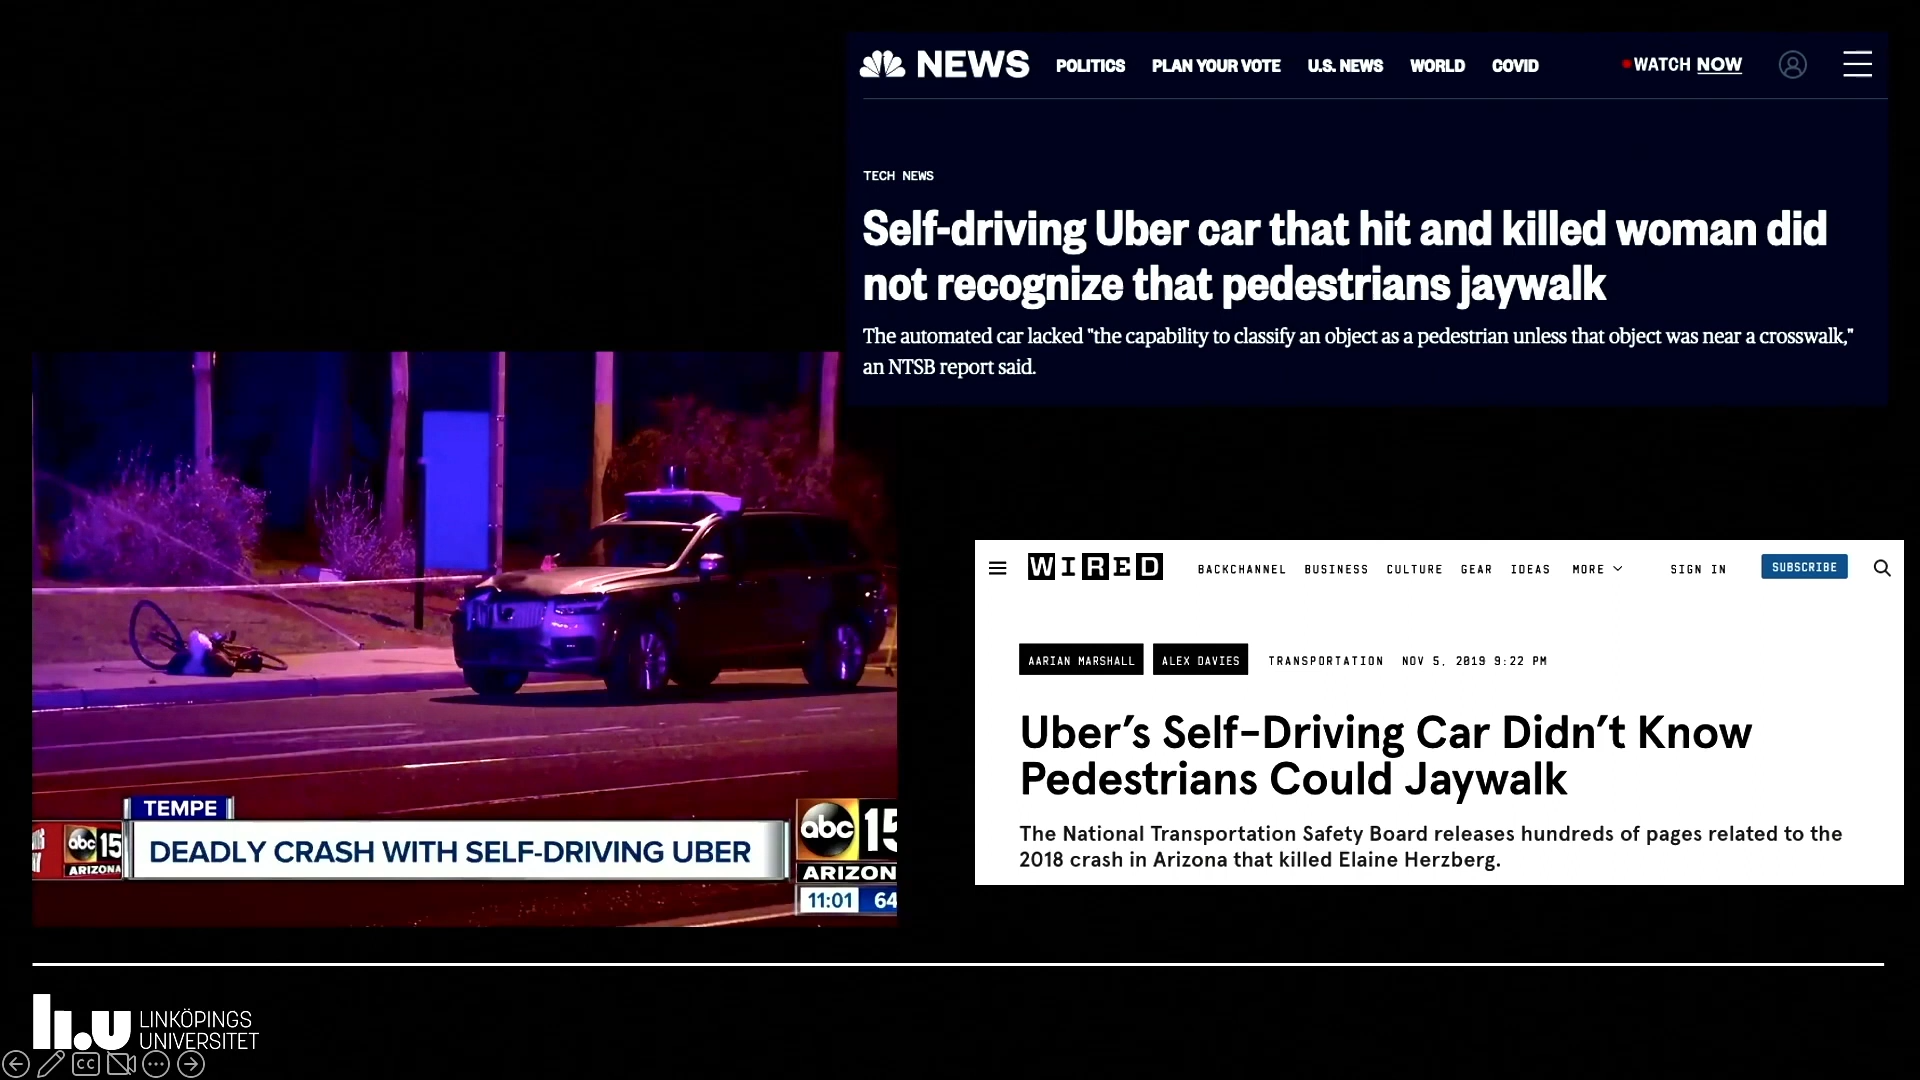 NEWS POLITICS PLAN YOUR VOTE U.S. NEWS WORLD COVID WATCH NOW
TECH NEWS
Self-driving Uber car that hit and killed woman did
not recognize that pedestrians jaywalk
The automated car lacked "the capability to classify an object as a pedestrian unless that object was near a crosswalk,"
an NTSB report said.
TEMPE
DEADLY CRASH WITH SELF-DRIVING UBER
abc 15
ARIZONA
abc 15
ARIZON
11:01 64
WIRED BACKCHANNEL BUSINESS CULTURE GEAR IDEAS MORE SIGN IN SUBSCRIBE
AARIAN MARSHALL ALEX DAVIES TRANSPORTATION NOV 5, 2019 9:22 PM
Uber's Self-Driving Car Didn't Know
Pedestrians Could Jaywalk
The National Transportation Safety Board releases hundreds of pages related to the
2018 crash in Arizona that killed Elaine Herzberg.
li.u LINKÖPINGS
UNIVERSITET
CC